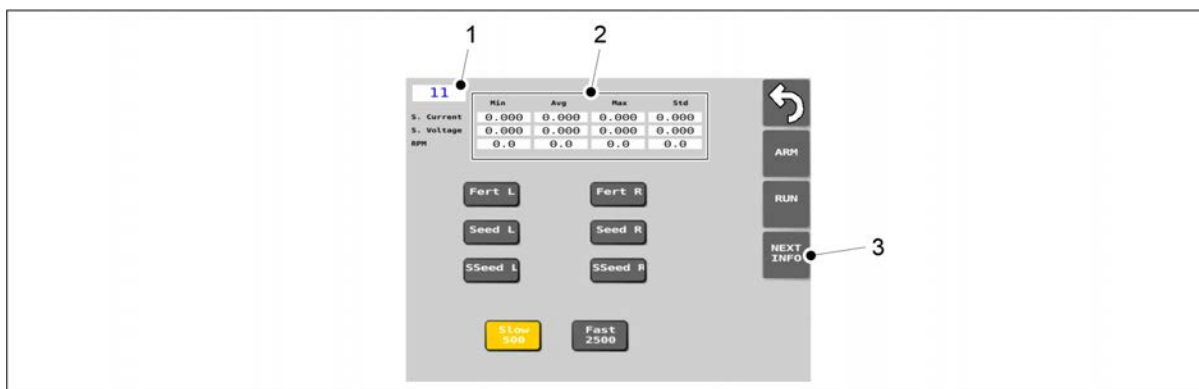 1 2
11
Min Avg Max Std
S. Current 0.000 0.000 0.000 0.000
S. Voltage 0.000 0.000 0.000 0.000
RPM 0.0 0.0 0.0 0.0
ARM
Fert L Fert R
RUN
Seed L Seed R
NEXT
INFO
3
SSeed L SSeed R
Slow
500
Fast
2500